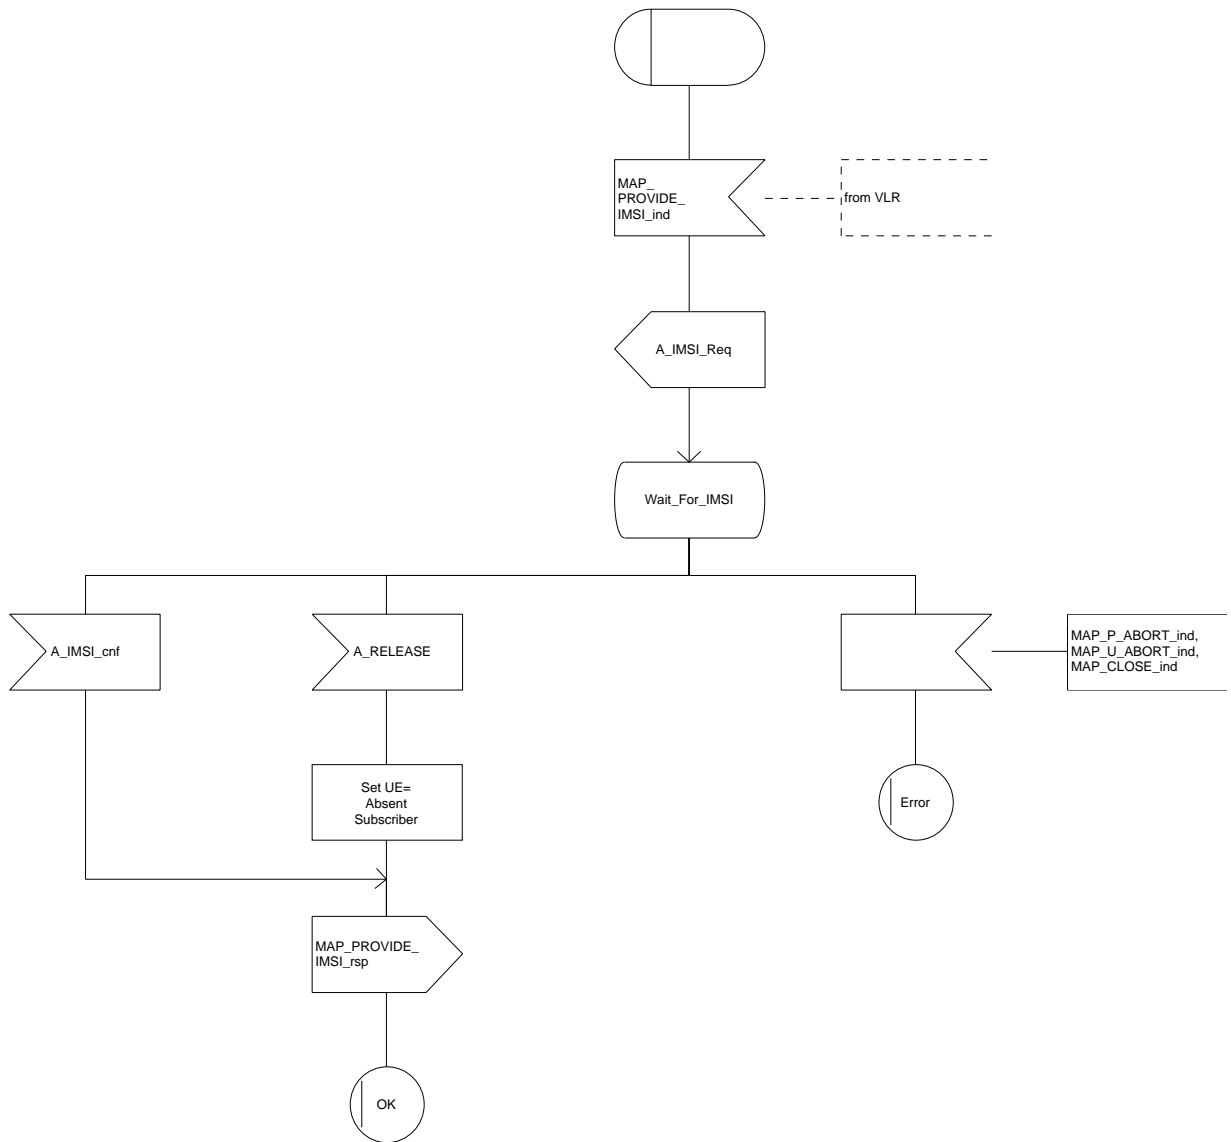 MAP_
PROVIDE_
IMSI_ind
from VLR
A_IMSI_Req
Wait_For_IMSI
A_IMSI_cnf
A_RELEASE
MAP_P_ABORT_ind,
MAP_U_ABORT_ind,
MAP_CLOSE_ind
Set UE=
Absent
Subscriber
Error
MAP_PROVIDE_
IMSI_rsp
OK